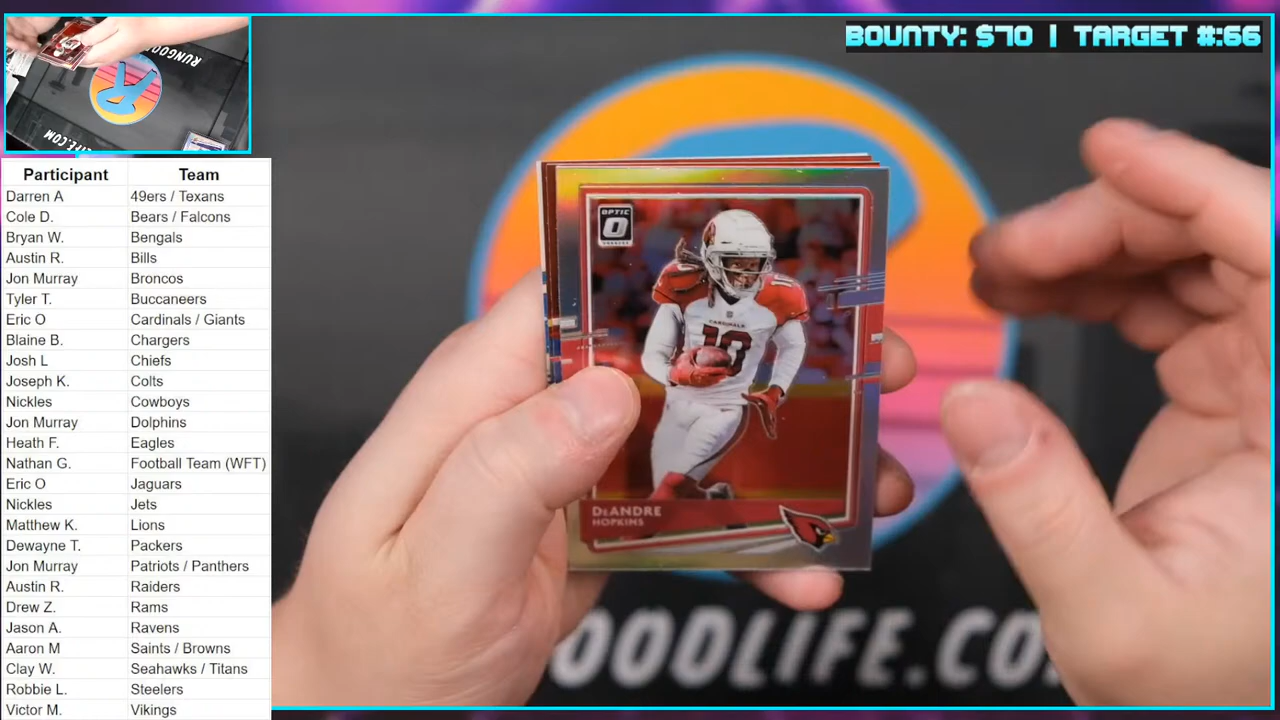 BOUNTY: $70 | TARGET #:66
RUNGOO
.COM
Participant Team
Darren A 49ers / Texans
Cole D. Bears / Falcons
Bryan W. Bengals
Austin R. Bills
Jon Murray Broncos
Tyler T. Buccaneers
Eric O Cardinals / Giants
Blaine B. Chargers
Josh L Chiefs
Joseph K. Colts
Nickles Cowboys
Jon Murray Dolphins
Heath F. Eagles
Nathan G. Football Team (WFT)
Eric O Jaguars
Nickles Jets
Matthew K. Lions
Dewayne T. Packers
Jon Murray Patriots / Panthers
Austin R. Raiders
Drew Z. Rams
Jason A. Ravens
Aaron M Saints / Browns
Clay W. Seahawks / Titans
Robbie L. Steelers
Victor M. Vikings
OPTIC
CARDINALS
10
10
DEANDRE
HOPKINS
OODLIFE.CO